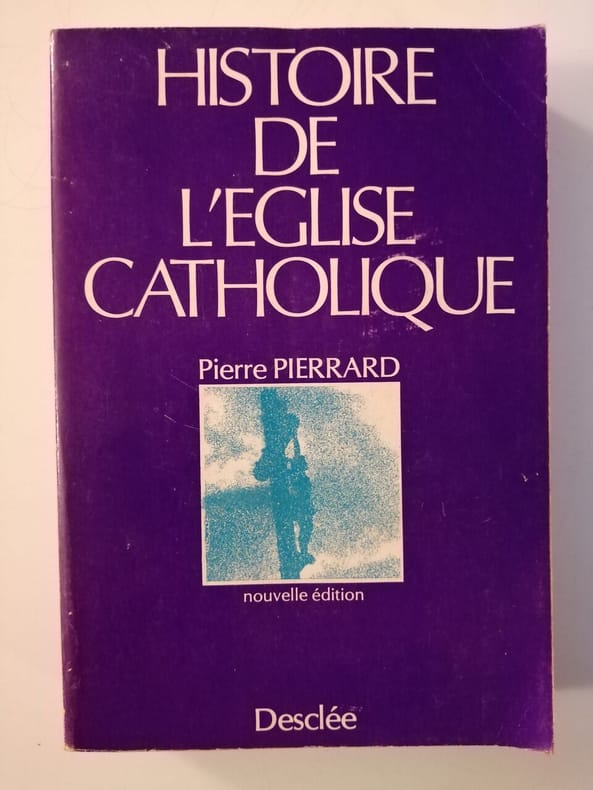 HISTOIRE
DE
L'EGLISE
CATHOLIQUE
Pierre PIERRARD
nouvelle édition
Desclée